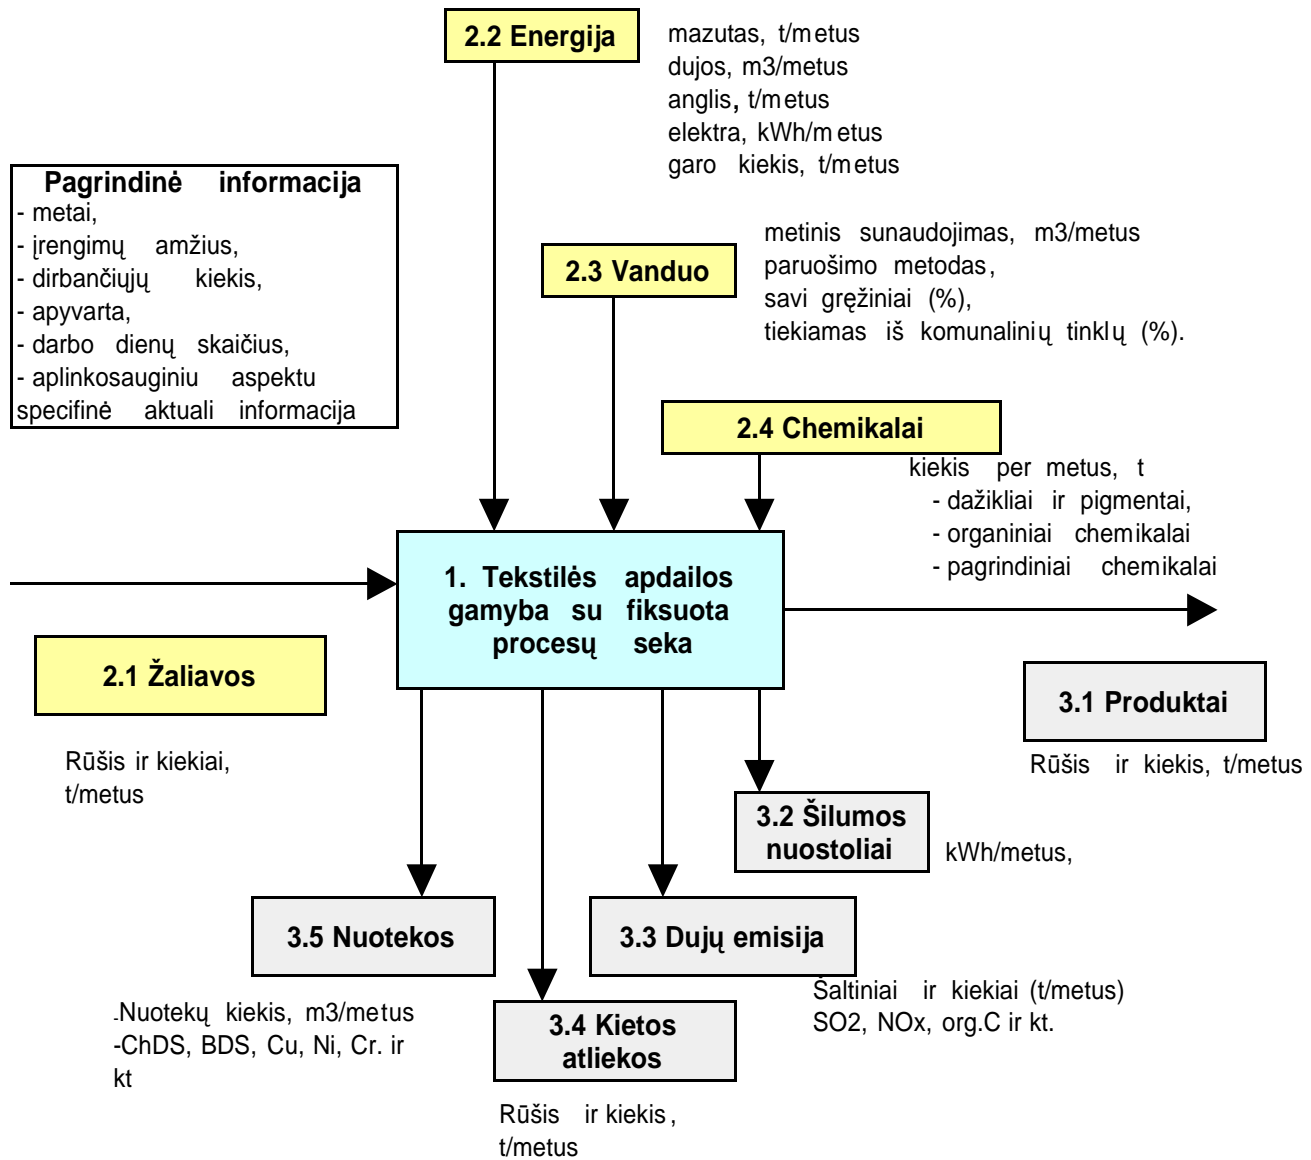 2.2 Energija
mazutas, t/metus
dujos, m3/metus
anglis, t/metus
elektra, kWh/metus
garo kiekis, t/metus
Pagrindinė informacija
- metai,
- įrengimų amžius,
- dirbančiųjų kiekis,
- apyvarta,
- darbo dienų skaičius,
- aplinkosauginiu aspektu
specifinė aktuali informacija
2.3 Vanduo
metinis sunaudojimas, m3/metus
paruošimo metodas,
savi gręžiniai (%),
tiekiamas iš komunalinių tinklų (%).
2.4 Chemikalai
kiekis per metus, t
- dažikliai ir pigmentai,
- organiniai chemikalai
- pagrindiniai chemikalai
1. Tekstilės apdailos
gamyba su fiksuota
procesų seka
2.1 Žaliavos
Rūšis ir kiekiai,
t/metus
3.1 Produktai
Rūšis ir kiekis, t/metus
3.2 Šilumos
nuostoliai
kWh/metus,
3.5 Nuotekos
-Nuotekų kiekis, m3/metus
-ChDS, BDS, Cu, Ni, Cr. ir
kt
3.3 Dujų emisija
Šaltiniai ir kiekiai (t/metus)
SO2, NOx, org.C ir kt.
3.4 Kietos
atliekos
Rūšis ir kiekis,
t/metus